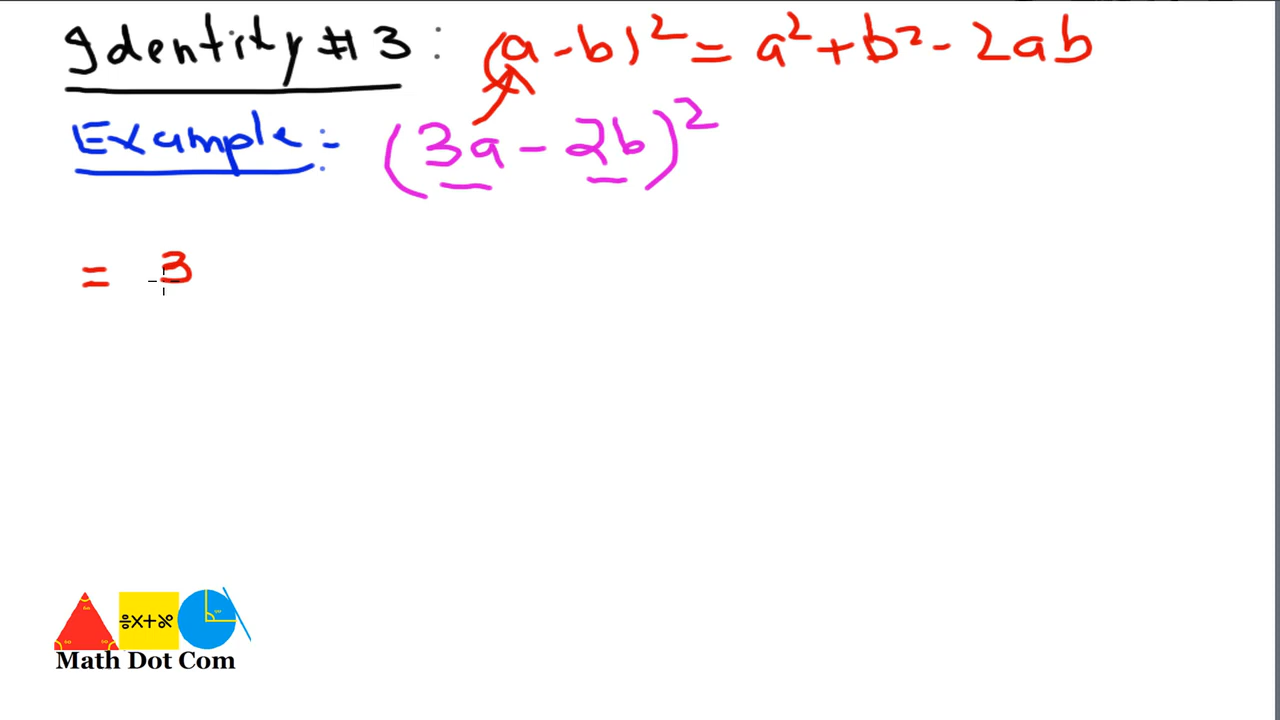 Identity #3: (a - b)² = a² + b² - 2ab
Example:- (3a - 2b)²
= 3
÷×+%
Math Dot Com